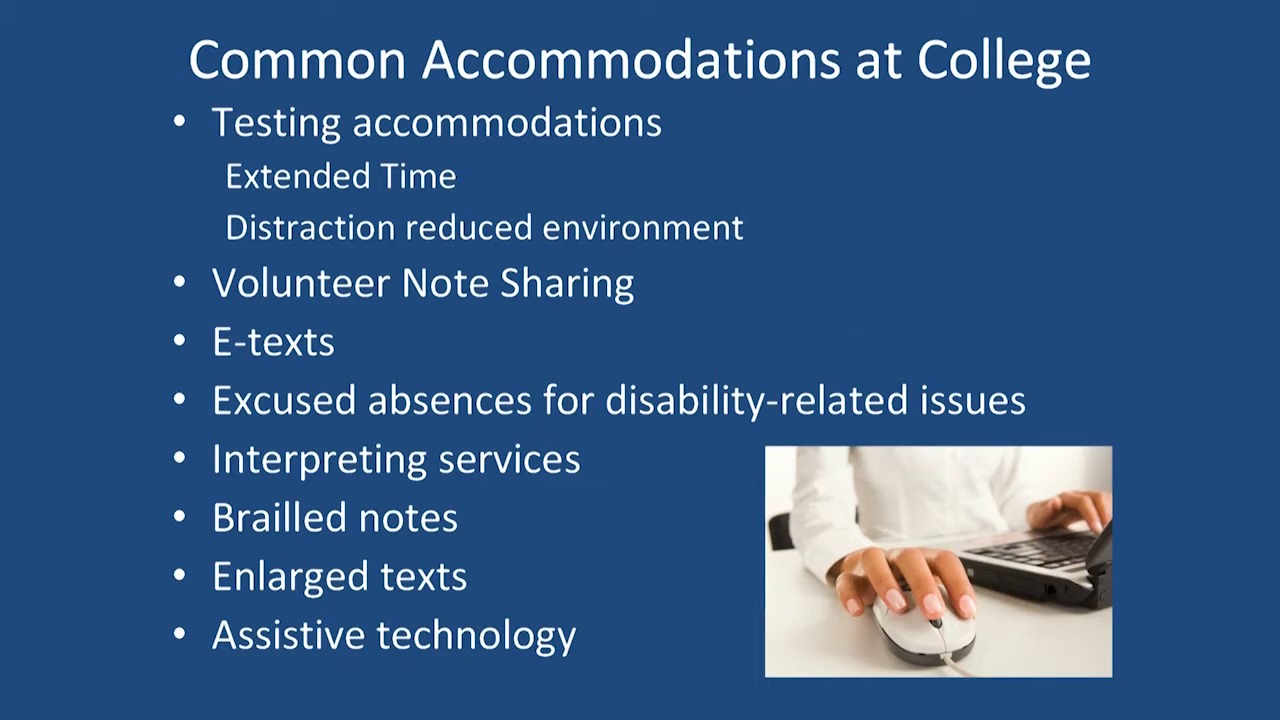 Common Accommodations at College
• Testing accommodations
Extended Time
Distraction reduced environment
• Volunteer Note Sharing
• E-texts
• Excused absences for disability-related issues
• Interpreting services
• Brailled notes
• Enlarged texts
• Assistive technology